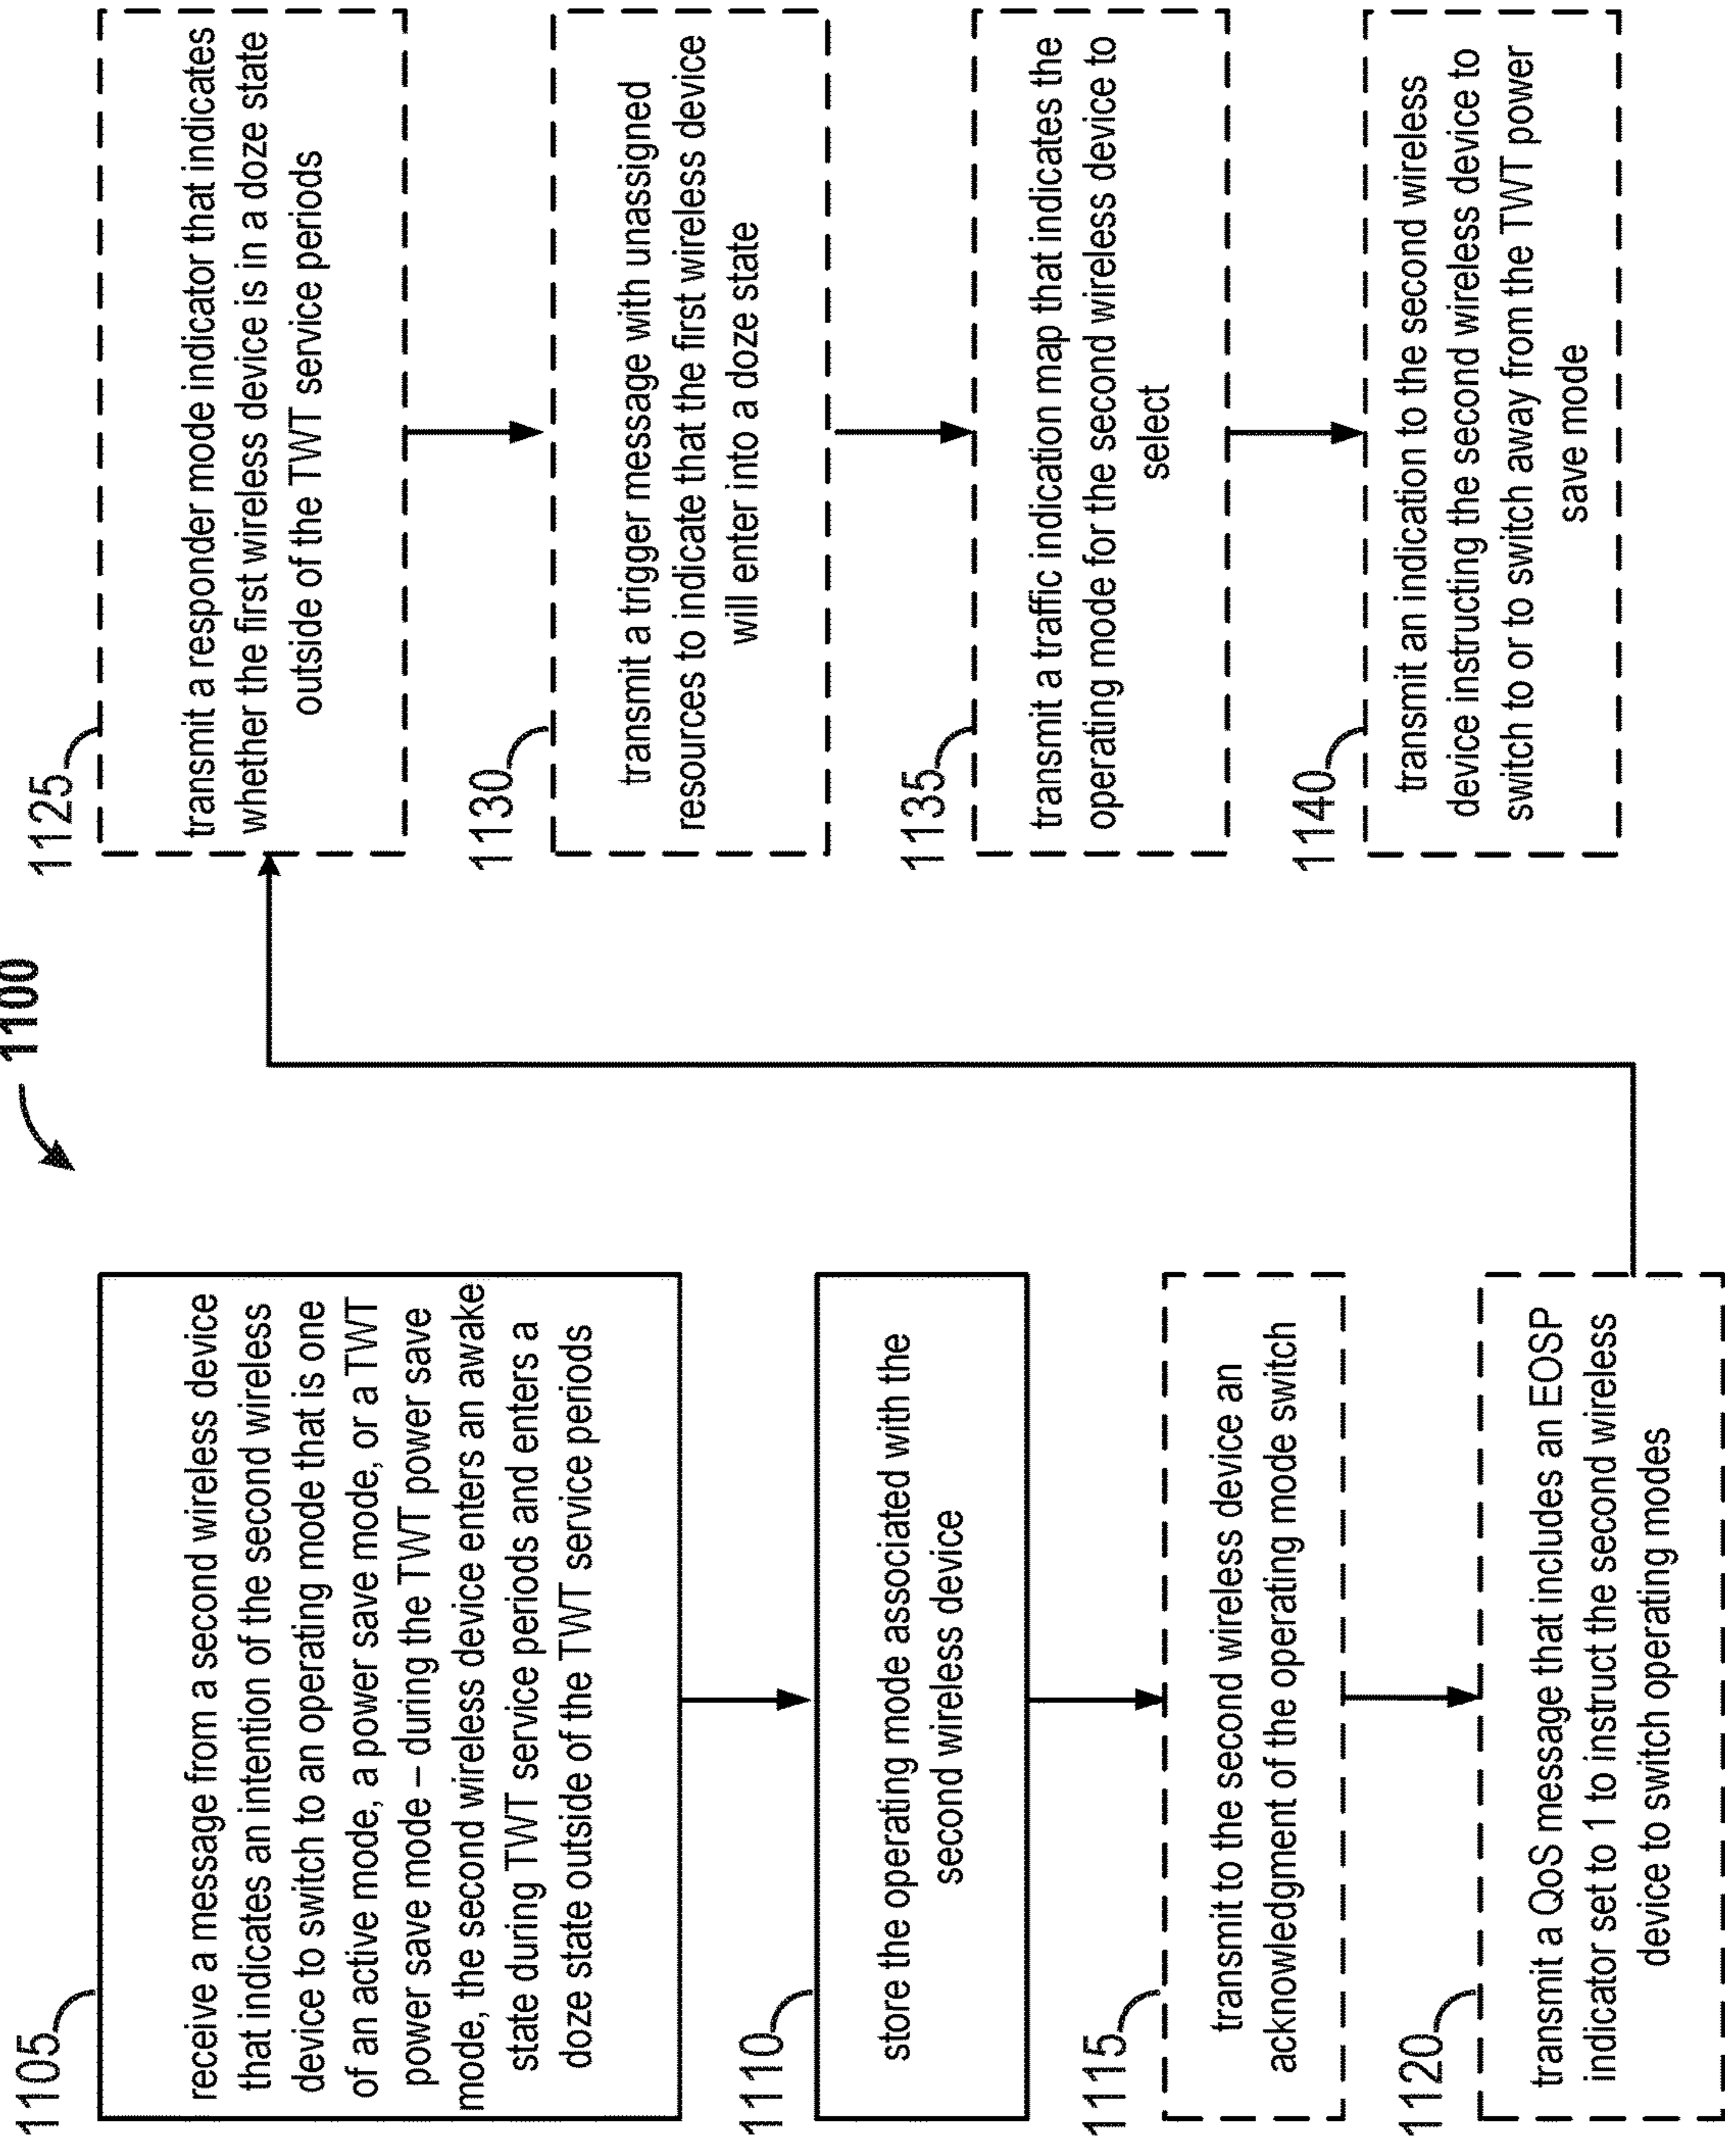 1100
1105
receive a message from a second wireless device
that indicates an intention of the second wireless
device to switch to an operating mode that is one
of an active mode, a power save mode, or a TWT
power save mode – during the TWT power save
mode, the second wireless device enters an awake
state during TWT service periods and enters a
doze state outside of the TWT service periods
1110
store the operating mode associated with the
second wireless device
1115
transmit to the second wireless device an
acknowledgment of the operating mode switch
1120
transmit a QoS message that includes an EOSP
indicator set to 1 to instruct the second wireless
device to switch operating modes
1125
transmit a responder mode indicator that indicates
whether the first wireless device is in a doze state
outside of the TWT service periods
1130
transmit a trigger message with unassigned
resources to indicate that the first wireless device
will enter into a doze state
1135
transmit a traffic indication map that indicates the
operating mode for the second wireless device to
select
1140
transmit an indication to the second wireless
device instructing the second wireless device to
switch to or to switch away from the TWT power
save mode